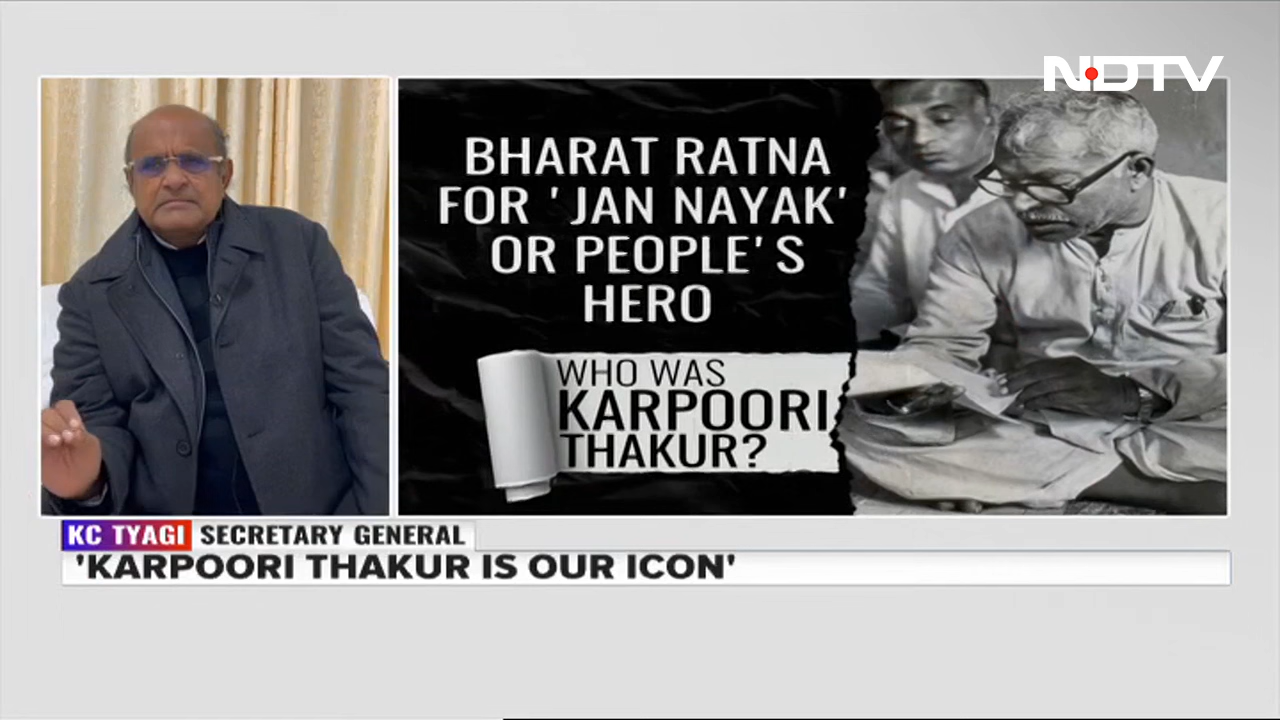 NDTV
BHARAT RATNA
FOR 'JAN NAYAK'
OR PEOPLE'S
HERO
WHO WAS
KARPOORI
THAKUR?
KC TYAGI SECRETARY GENERAL
'KARPOORI THAKUR IS OUR ICON'